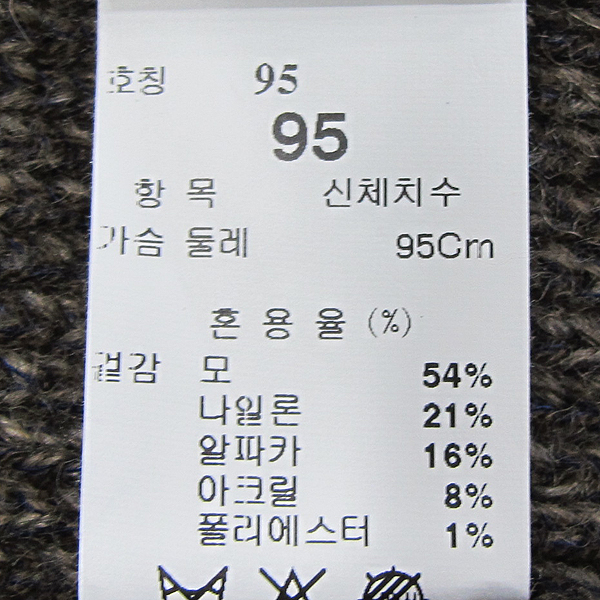 호칭 95
95
항 목 신체치수
가슴 둘레 95Cm
혼 용 율 (%)
겉감 모 54%
나일론 21%
알파카 16%
아크릴 8%
폴리에스터 1%